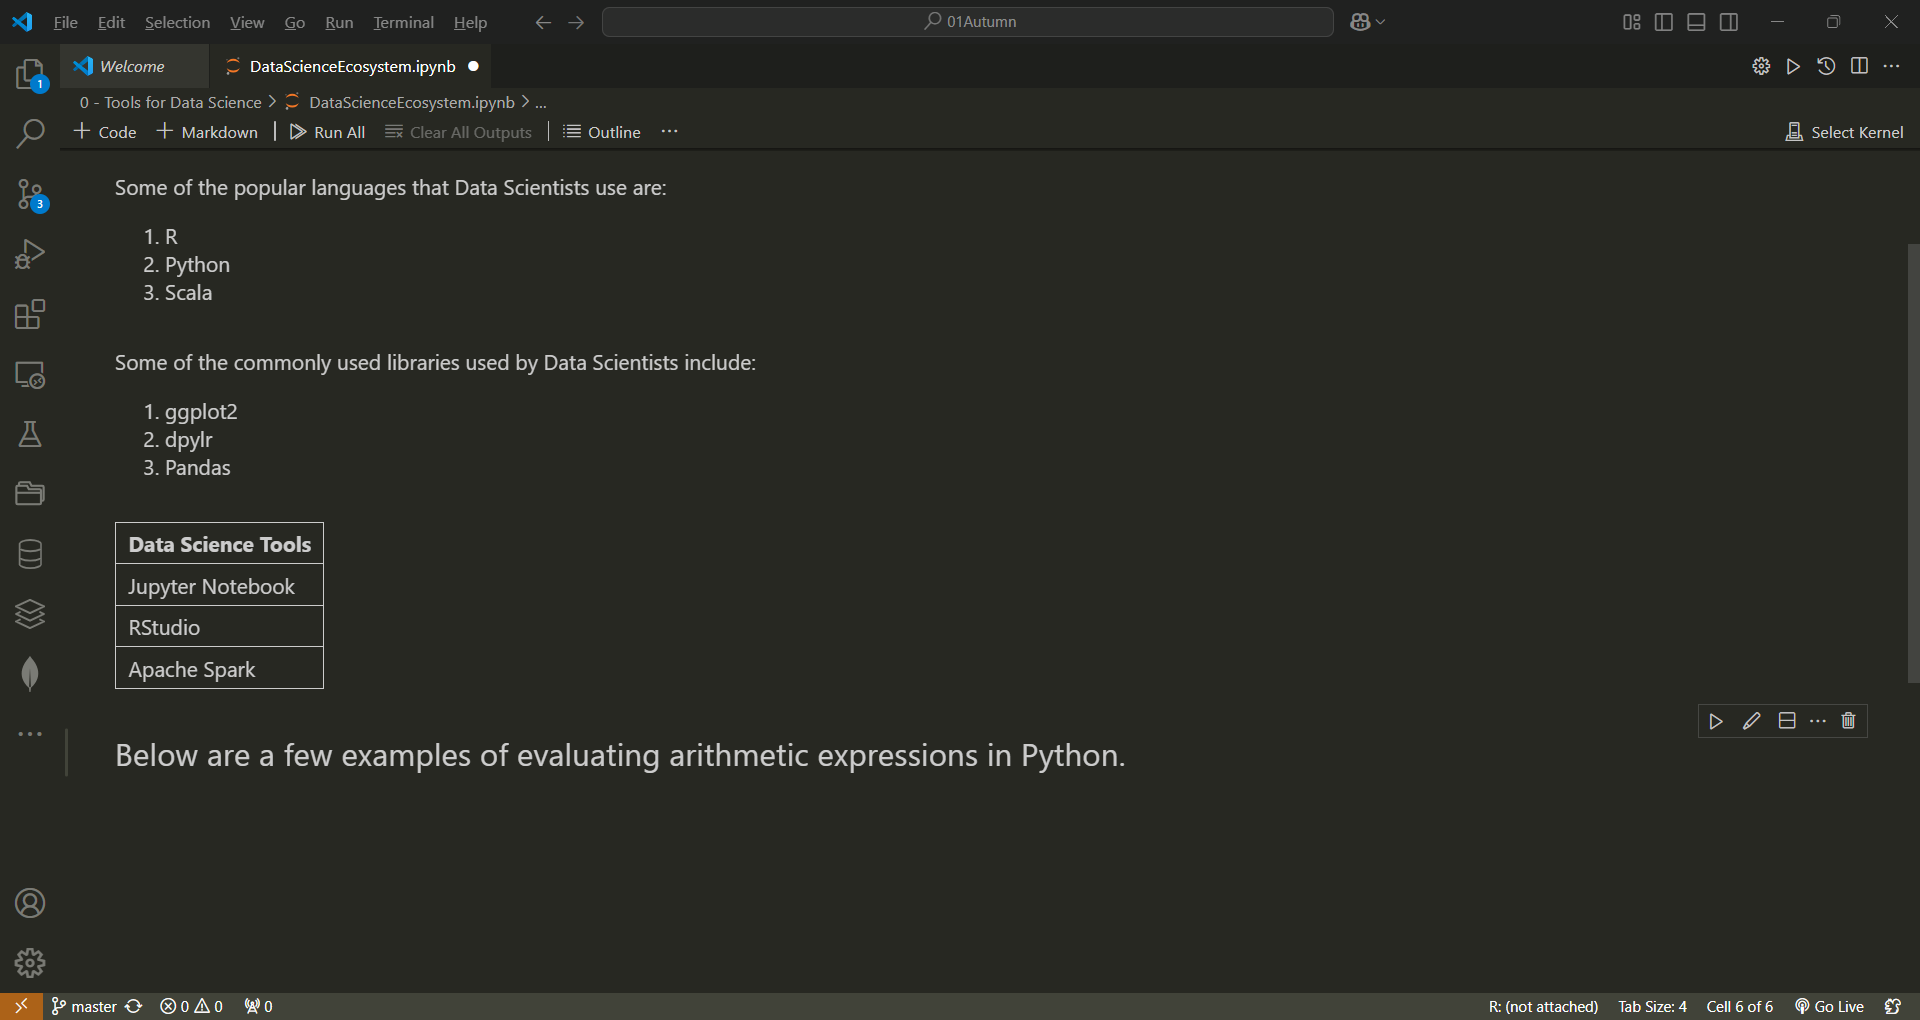 File Edit Selection View Go Run Terminal Help
01Autumn
1
Welcome
DataScienceEcosystem.ipynb
0 - Tools for Data Science > DataScienceEcosystem.ipynb > ...
+ Code + Markdown Run All Clear All Outputs Outline ...
Select Kernel
3
Some of the popular languages that Data Scientists use are:
1. R
2. Python
3. Scala
Some of the commonly used libraries used by Data Scientists include:
1. ggplot2
2. dpylr
3. Pandas
Data Science Tools
Jupyter Notebook
RStudio
Apache Spark
Below are a few examples of evaluating arithmetic expressions in Python.
master 0 0 0
R: (not attached) Tab Size: 4 Cell 6 of 6 Go Live